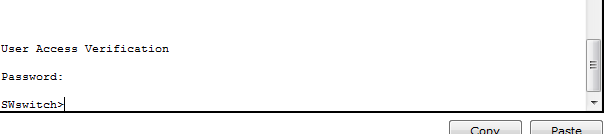 User Access Verification
Password:
SWswitch>
Copy
Paste